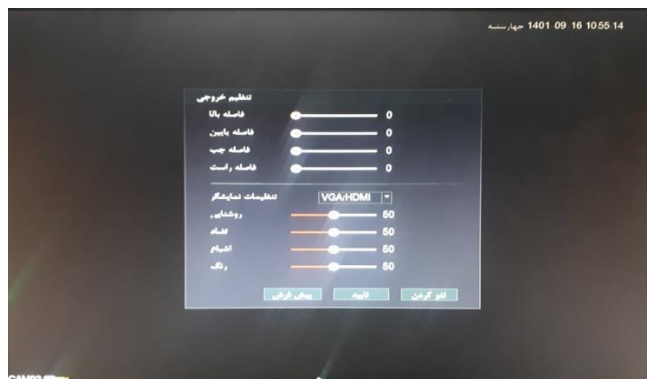 1401-09-16 10:55:14 چهارشنبه
تنظیم خروجی
فاصله بالا 0
فاصله پایین 0
فاصله چپ 0
فاصله راست 0
تنظیمات نمایشگر VGA/HDMI
روشنایی 50
تضاد 50
اشباع 50
رنگ 50
پیش فرض تایید لغو کردن